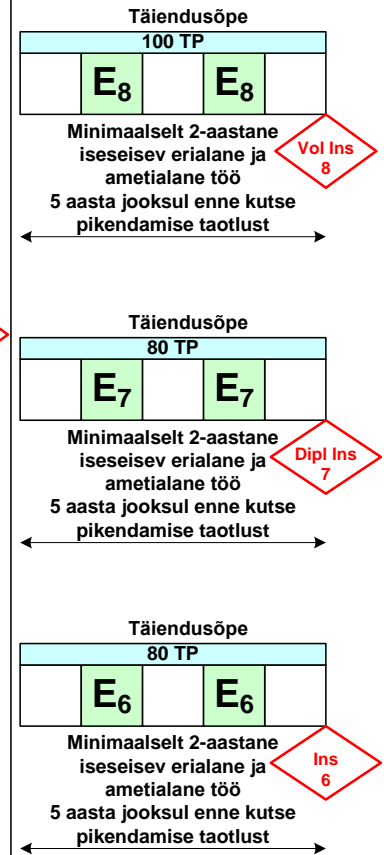 Täiendusõpe
100 TP
E8 E8
Minimaalselt 2-aastane
iseseisev erialane ja
ametialane töö
5 aasta jooksul enne kutse
pikendamise taotlust
Vol Ins
8
Täiendusõpe
80 TP
E7 E7
Minimaalselt 2-aastane
iseseisev erialane ja
ametialane töö
5 aasta jooksul enne kutse
pikendamise taotlust
Dipl Ins
7
Täiendusõpe
80 TP
E6 E6
Minimaalselt 2-aastane
iseseisev erialane ja
ametialane töö
5 aasta jooksul enne kutse
pikendamise taotlust
Ins
6